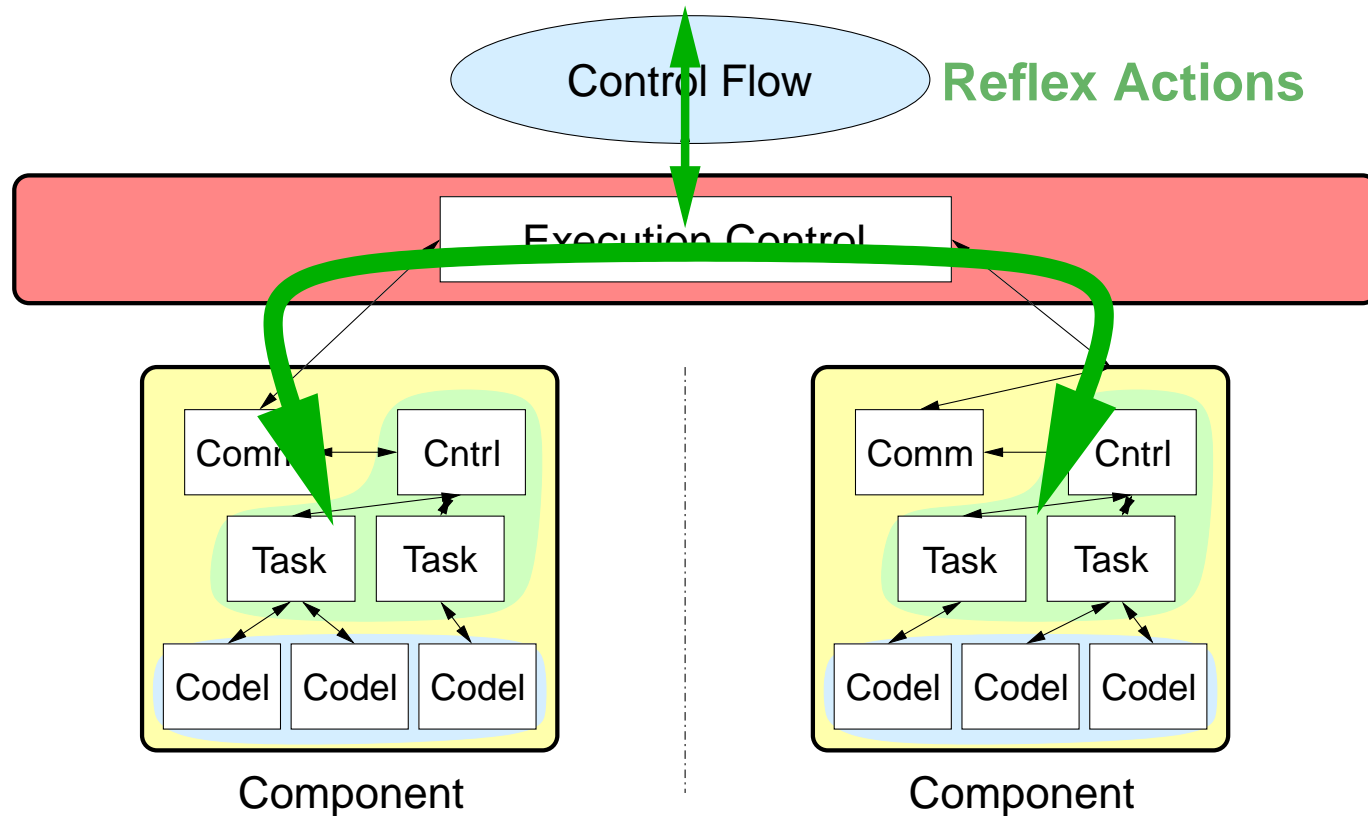 Control Flow
Reflex Actions
Execution Control
Comm
Cntrl
Comm
Cntrl
Task
Task
Task
Task
Codel
Codel
Codel
Codel
Codel
Codel
Component
Component